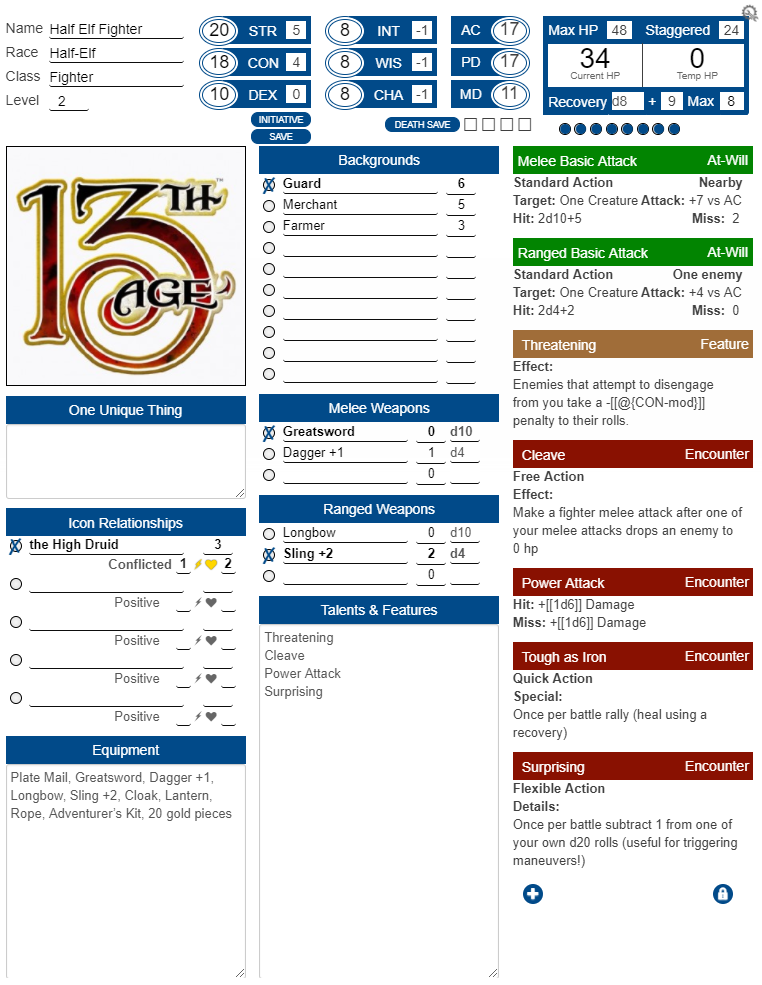 Name Half Elf Fighter
Race Half-Elf
Class Fighter
Level 2
20 STR 5
18 CON 4
10 DEX 0
INITIATIVE
SAVE
8 INT -1
8 WIS -1
8 CHA -1
AC 17
PD 17
MD 11
DEATH SAVE
Max HP 48 Staggered 24
34 0
Current HP Temp HP
Recovery d8 + 9 Max 8
13TH
AGE
™
One Unique Thing
Icon Relationships
the High Druid 3
Conflicted 1 2
Positive
Positive
Positive
Positive
Equipment
Plate Mail, Greatsword, Dagger +1,
Longbow, Sling +2, Cloak, Lantern,
Rope, Adventurer's Kit, 20 gold pieces
Backgrounds
Guard 6
Merchant 5
Farmer 3
Melee Weapons
Greatsword 0 d10
Dagger +1 1 d4
0
Ranged Weapons
Longbow 0 d10
Sling +2 2 d4
0
Talents & Features
Threatening
Cleave
Power Attack
Surprising
Melee Basic Attack At-Will
Standard Action Nearby
Target: One Creature Attack: +7 vs AC
Hit: 2d10+5 Miss: 2
Ranged Basic Attack At-Will
Standard Action One enemy
Target: One Creature Attack: +4 vs AC
Hit: 2d4+2 Miss: 0
Threatening Feature
Effect:
Enemies that attempt to disengage
from you take a -[[@{CON-mod}]]
penalty to their rolls.
Cleave Encounter
Free Action
Effect:
Make a fighter melee attack after one of
your melee attacks drops an enemy to
0 hp
Power Attack Encounter
Hit: +[[1d6]] Damage
Miss: +[[1d6]] Damage
Tough as Iron Encounter
Quick Action
Special:
Once per battle rally (heal using a
recovery)
Surprising Encounter
Flexible Action
Details:
Once per battle subtract 1 from one of
your own d20 rolls (useful for triggering
maneuvers!)